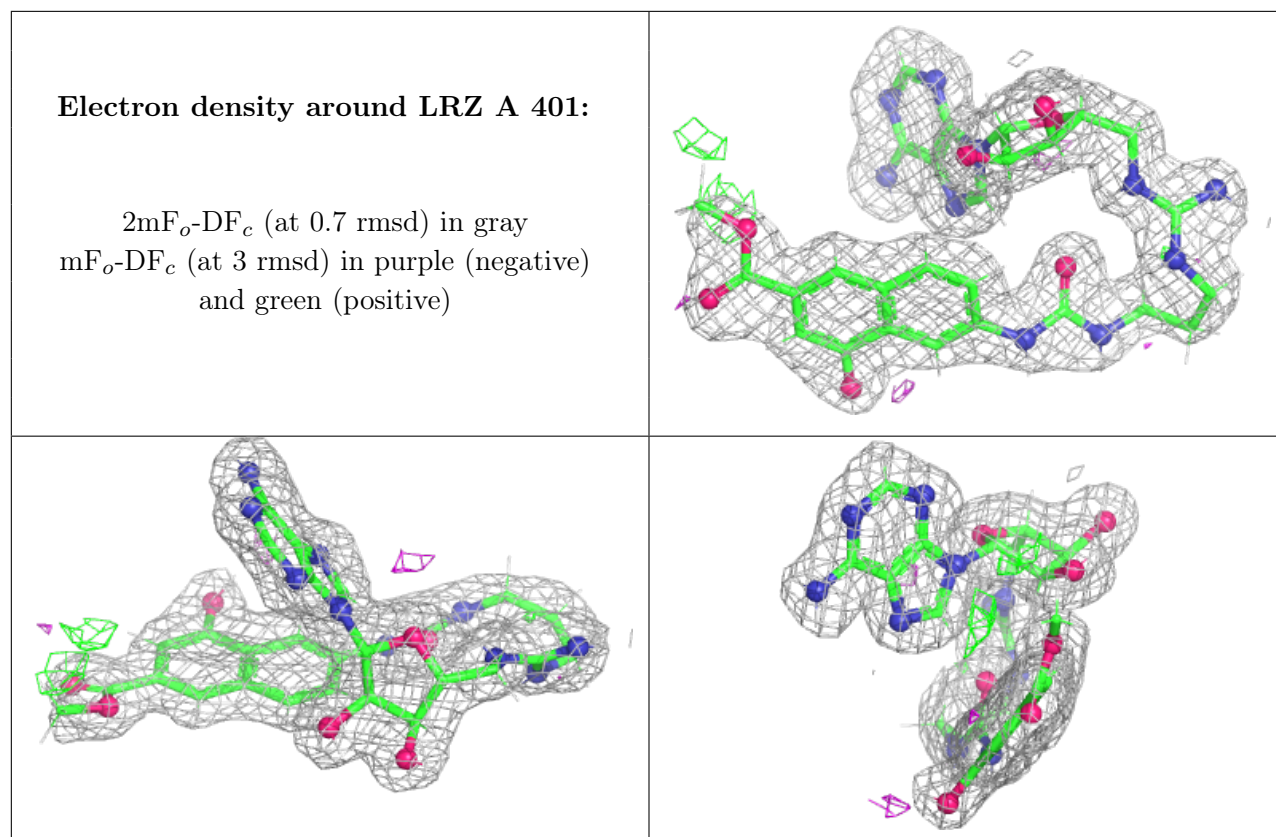 Electron density around LRZ A 401:
2mFₒ-DF𝒸 (at 0.7 rmsd) in gray
mFₒ-DF𝒸 (at 3 rmsd) in purple (negative)
and green (positive)